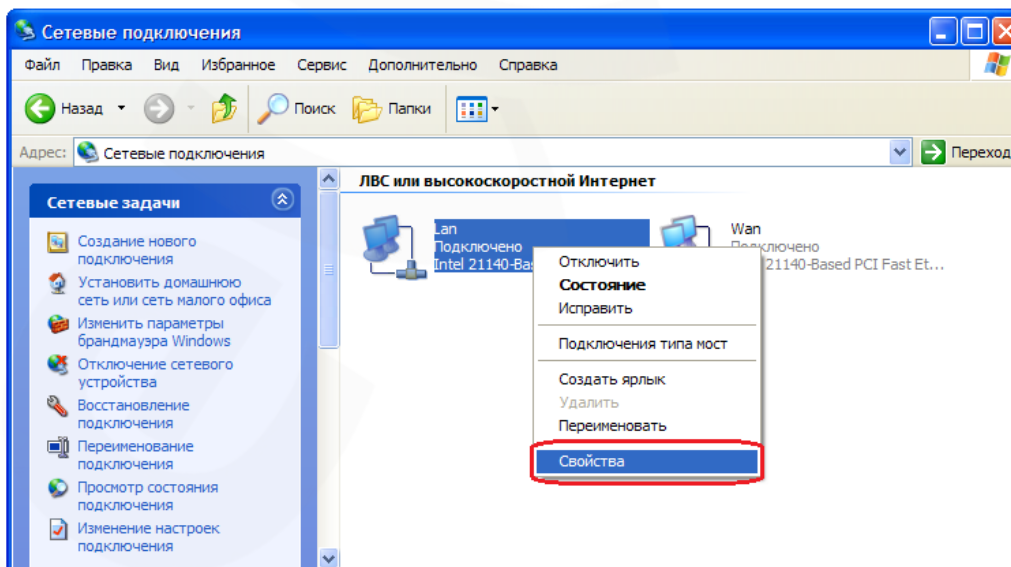 Сетевые подключения
Файл Правка Вид Избранное Сервис Дополнительно Справка
Назад Поиск Папки
Адрес: Сетевые подключения Переход
Сетевые задачи
Создание нового
подключения
Установить домашнюю
сеть или сеть малого офиса
Изменить параметры
брандмауэра Windows
Отключение сетевого
устройства
Восстановление
подключения
Переименование
подключения
Просмотр состояния
подключения
Изменение настроек
подключения
ЛВС или высокоскоростной Интернет
Lan
Подключено
Intel 21140-Bas
Wan
Подключено
21140-Based PCI Fast Et...
Отключить
Состояние
Исправить
Подключения типа мост
Создать ярлык
Удалить
Переименовать
Свойства